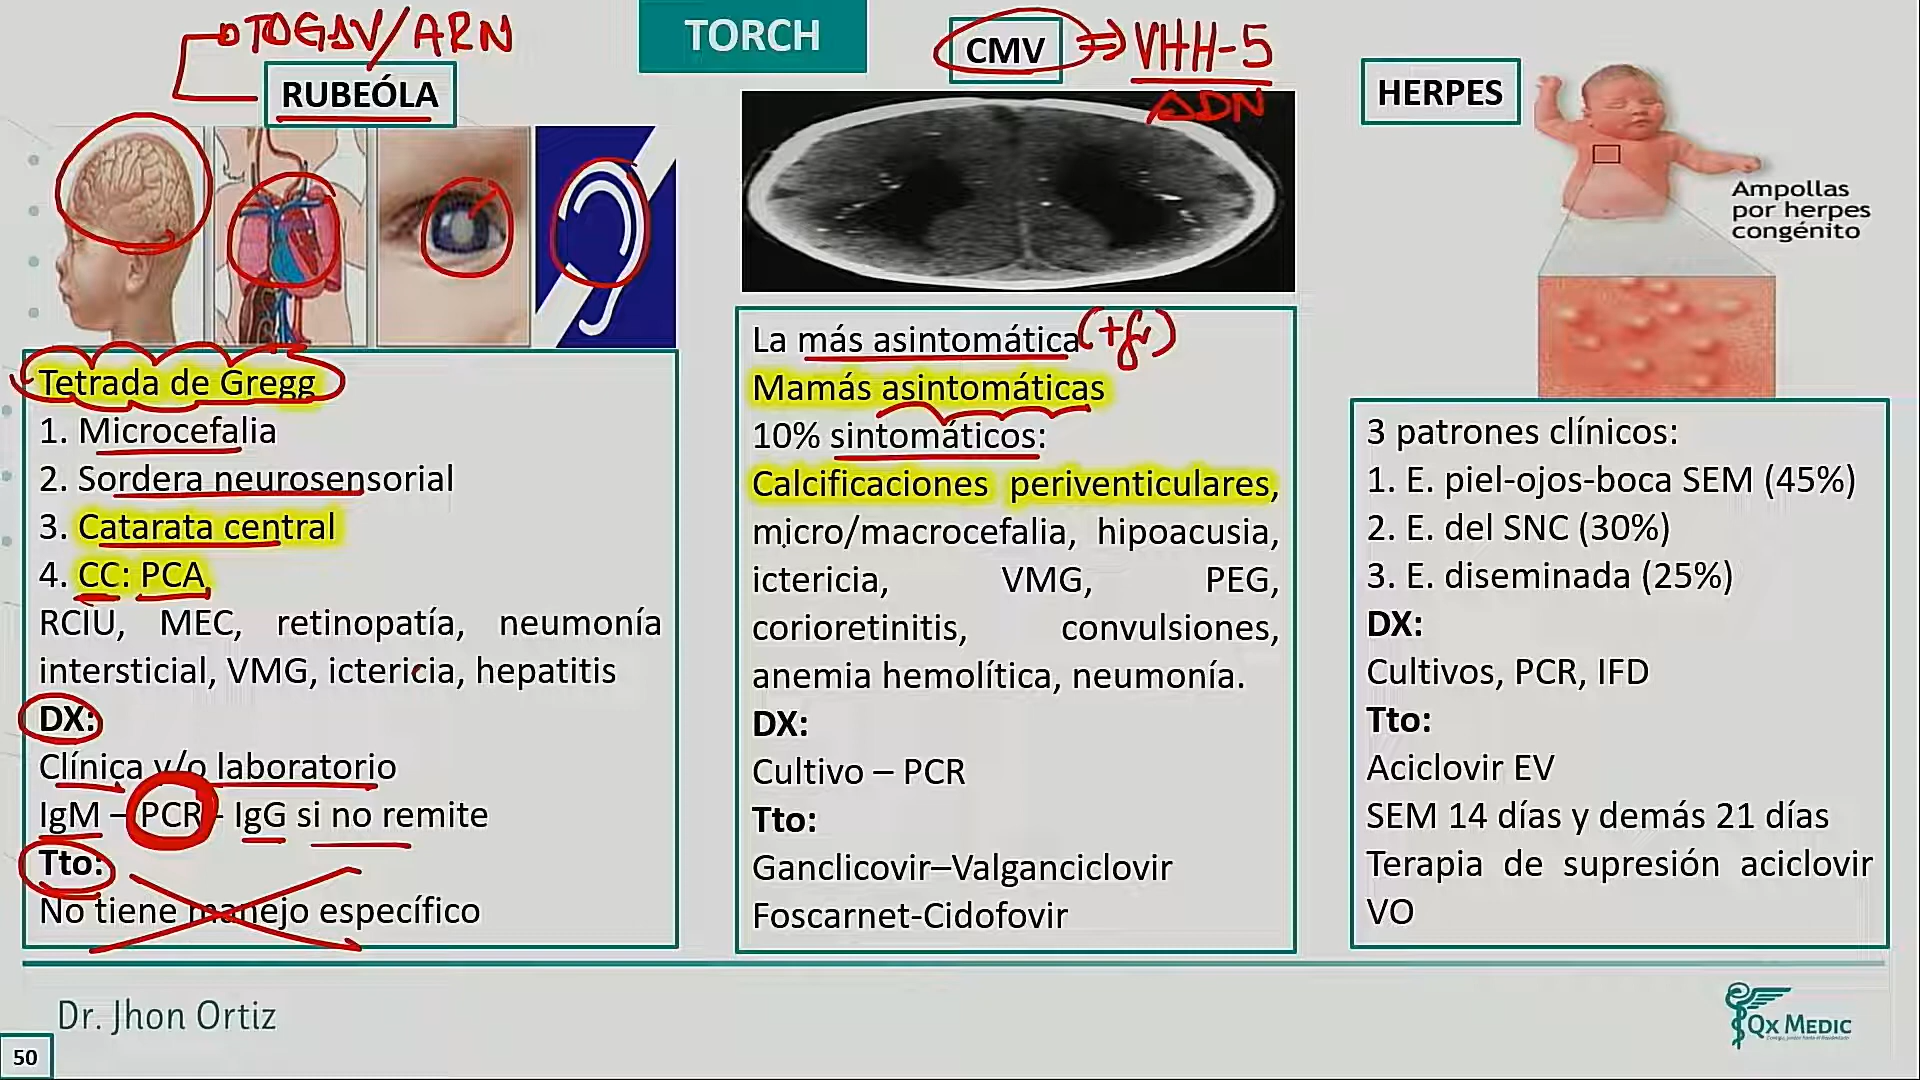 TORCH
TOGAV/ARN
RUBEÓLA
Tetrada de Gregg
1. Microcefalia
2. Sordera neurosensorial
3. Catarata central
4. CC: PCA
RCIU, MEC, retinopatía, neumonía
intersticial, VMG, ictericia, hepatitis
DX:
Clínica y/o laboratorio
IgM – PCR - IgG si no remite
Tto:
No tiene manejo específico
CMV ⇒ VHH-5
ADN
La más asintomática (+fr)
Mamás asintomáticas
10% sintomáticos:
Calcificaciones periventiculares,
micro/macrocefalia, hipoacusia,
ictericia, VMG, PEG,
corioretinitis, convulsiones,
anemia hemolítica, neumonía.
DX:
Cultivo – PCR
Tto:
Ganclicovir–Valganciclovir
Foscarnet-Cidofovir
HERPES
Ampollas
por herpes
congénito
3 patrones clínicos:
1. E. piel-ojos-boca SEM (45%)
2. E. del SNC (30%)
3. E. diseminada (25%)
DX:
Cultivos, PCR, IFD
Tto:
Aciclovir EV
SEM 14 días y demás 21 días
Terapia de supresión aciclovir
VO
Dr. Jhon Ortiz
50
Qx MEDIC